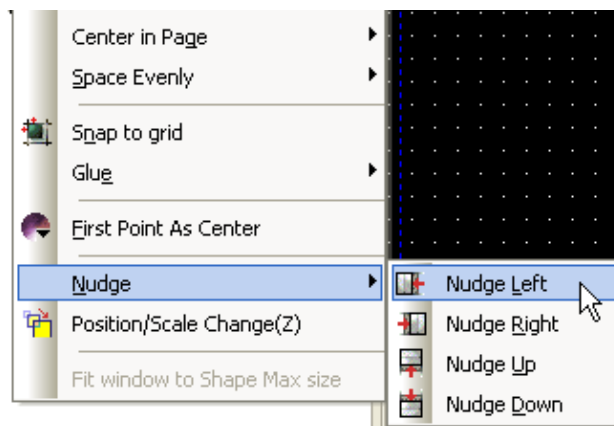 Center in Page
Space Evenly
Snap to grid
Glue
First Point As Center
Nudge
Position/Scale Change(Z)
Fit window to Shape Max size
Nudge Left
Nudge Right
Nudge Up
Nudge Down